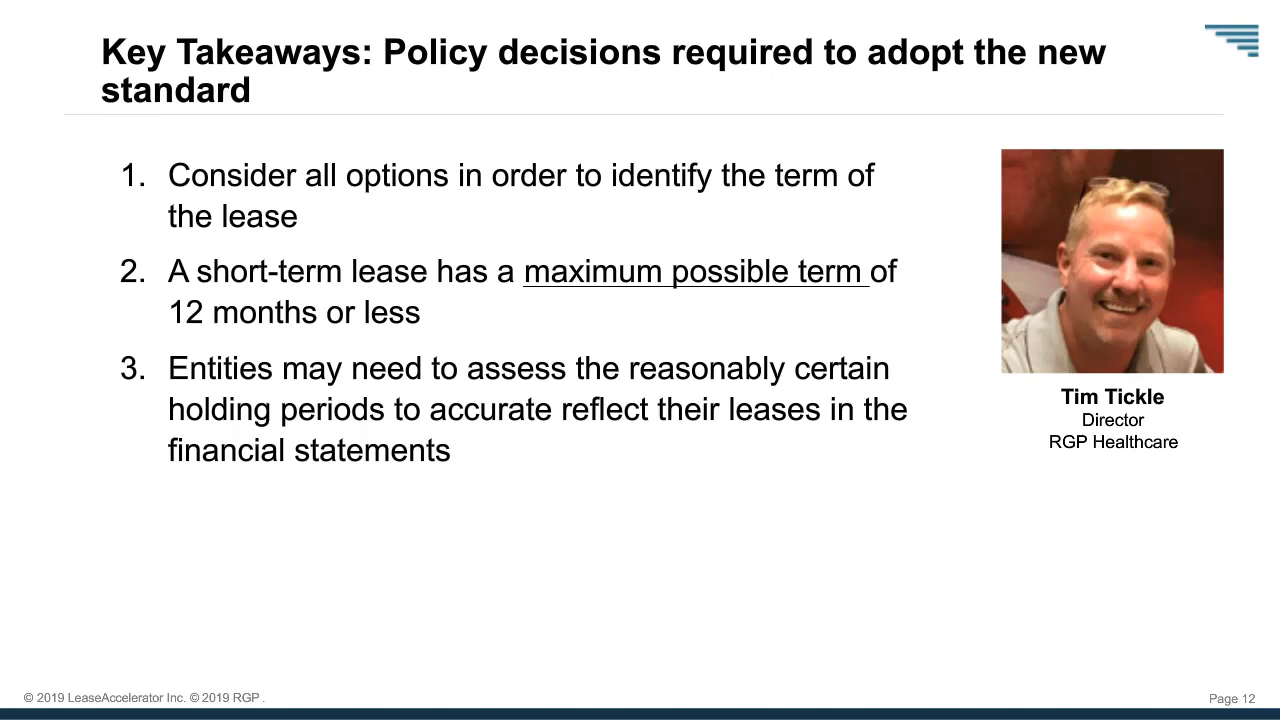 Key Takeaways: Policy decisions required to adopt the new
standard
1. Consider all options in order to identify the term of
the lease
2. A short-term lease has a maximum possible term of
12 months or less
3. Entities may need to assess the reasonably certain
holding periods to accurate reflect their leases in the
financial statements
Tim Tickle
Director
RGP Healthcare
© 2019 LeaseAccelerator Inc. © 2019 RGP .
Page 12